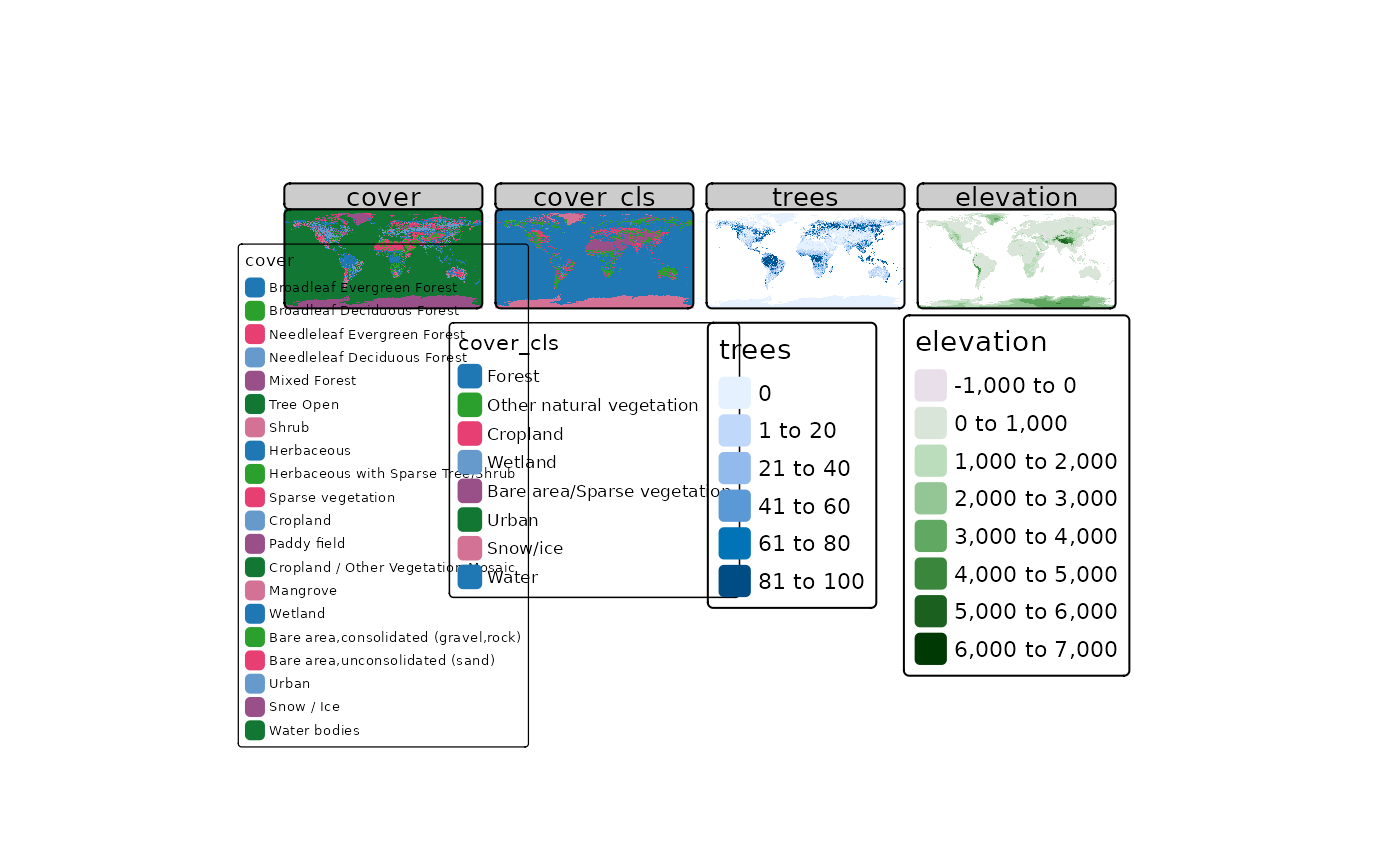 cover
cover_cls
trees
elevation
cover
Broadleaf Evergreen Forest
Broadleaf Deciduous Forest
Needleleaf Evergreen Forest
Needleleaf Deciduous Forest
Mixed Forest
Tree Open
Shrub
Herbaceous
Herbaceous with Sparse Tree/Shrub
Sparse vegetation
Cropland
Paddy field
Cropland / Other Vegetation Mosaic
Mangrove
Wetland
Bare area,consolidated (gravel,rock)
Bare area,unconsolidated (sand)
Urban
Snow / Ice
Water bodies
cover_cls
Forest
Other natural vegetation
Cropland
Wetland
Bare area/Sparse vegetation
Urban
Snow/ice
Water
trees
0
1 to 20
21 to 40
41 to 60
61 to 80
81 to 100
elevation
-1,000 to 0
0 to 1,000
1,000 to 2,000
2,000 to 3,000
3,000 to 4,000
4,000 to 5,000
5,000 to 6,000
6,000 to 7,000